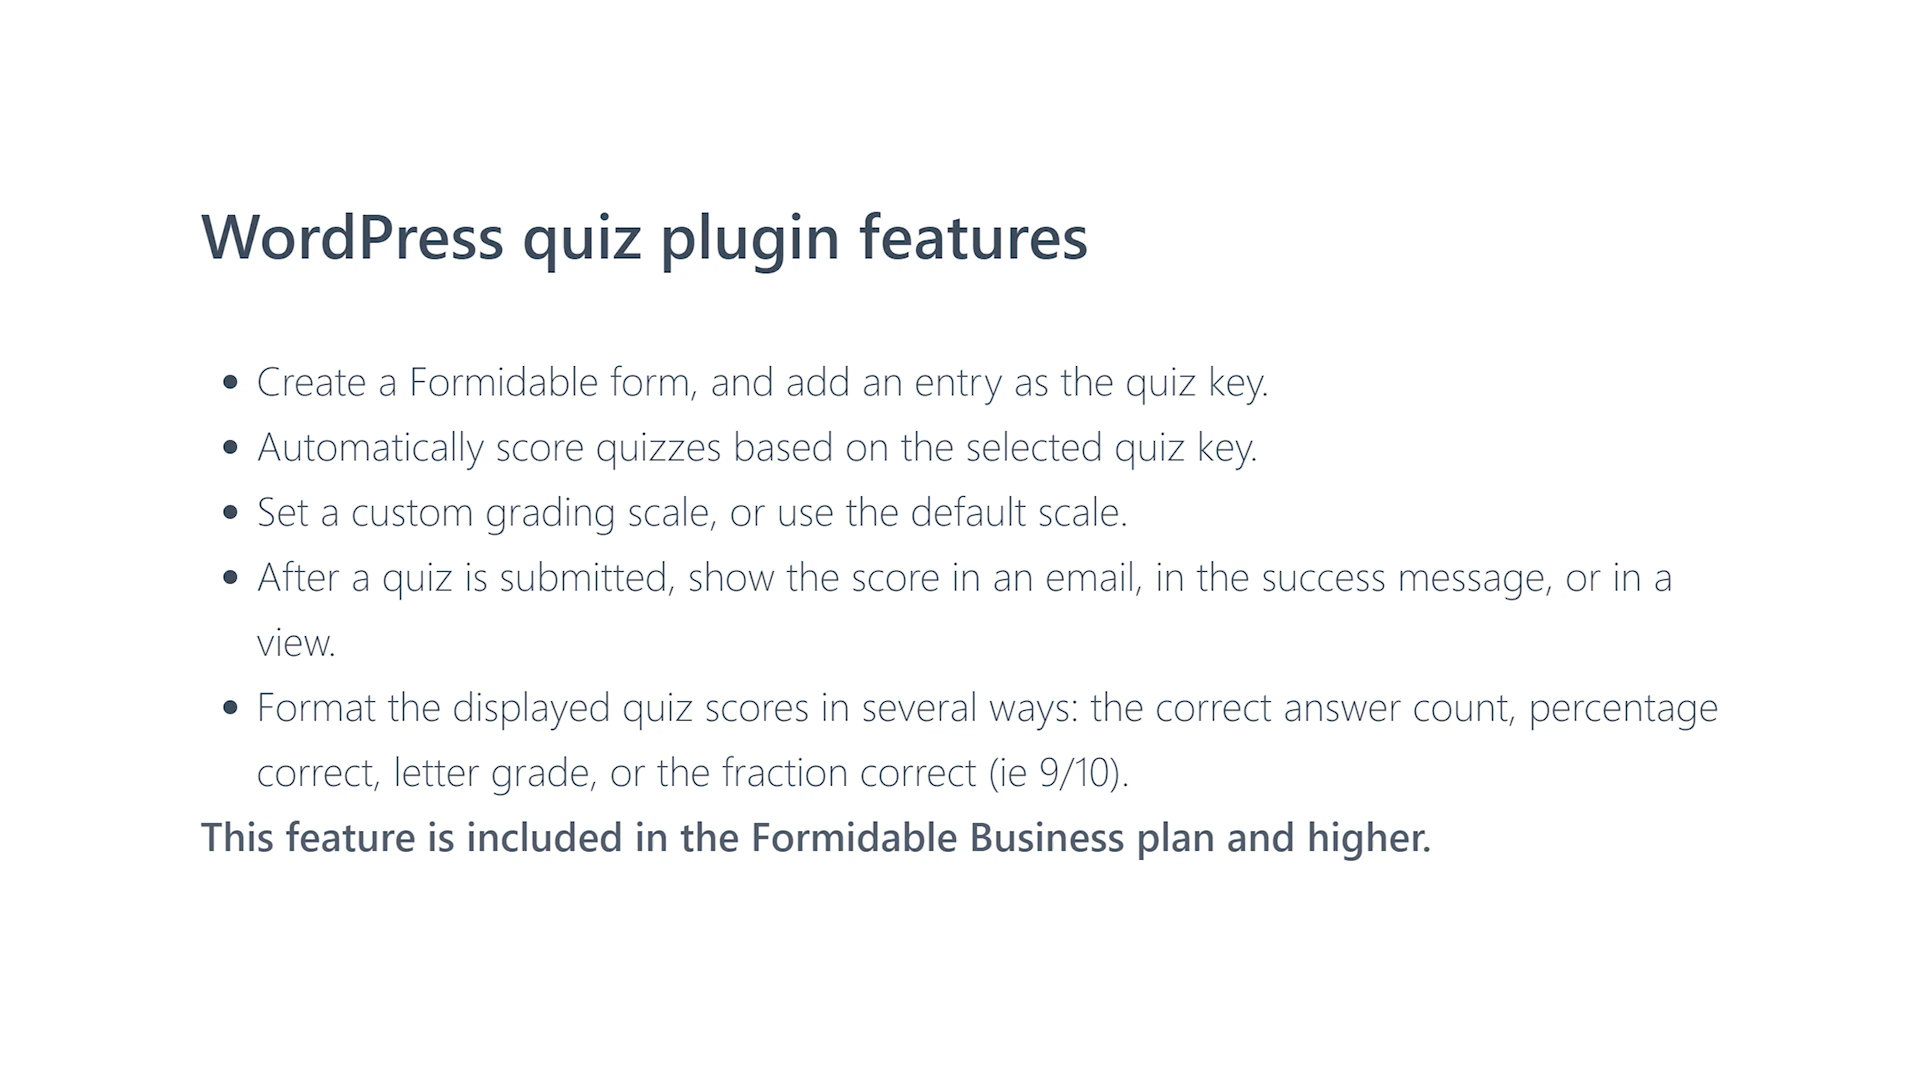 WordPress quiz plugin features
• Create a Formidable form, and add an entry as the quiz key.
• Automatically score quizzes based on the selected quiz key.
• Set a custom grading scale, or use the default scale.
• After a quiz is submitted, show the score in an email, in the success message, or in a
view.
• Format the displayed quiz scores in several ways: the correct answer count, percentage
correct, letter grade, or the fraction correct (ie 9/10).
This feature is included in the Formidable Business plan and higher.